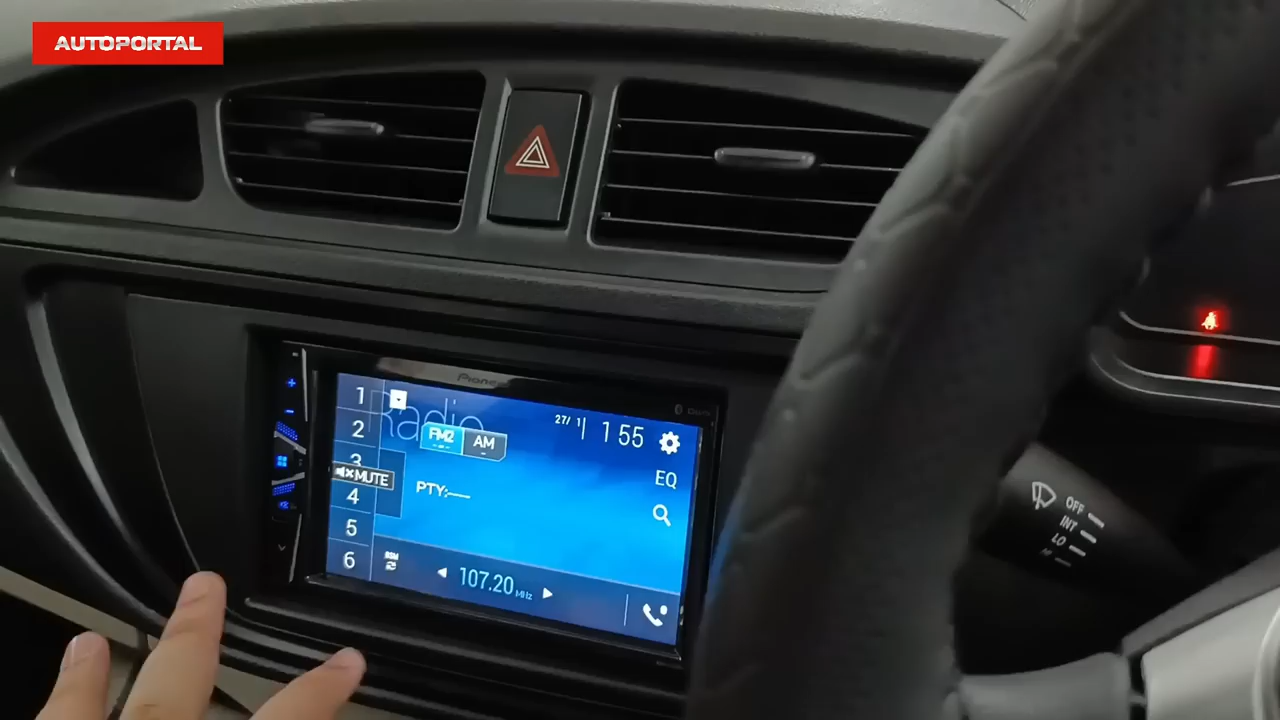 AUTOPORTAL
Pioneer
1
2
3
4
5
6
Radio
FM2
AM
27/ 1
1 55
EQ
MUTE
PTY:
BSM
107.20 MHz
OFF
INT
LO
HI